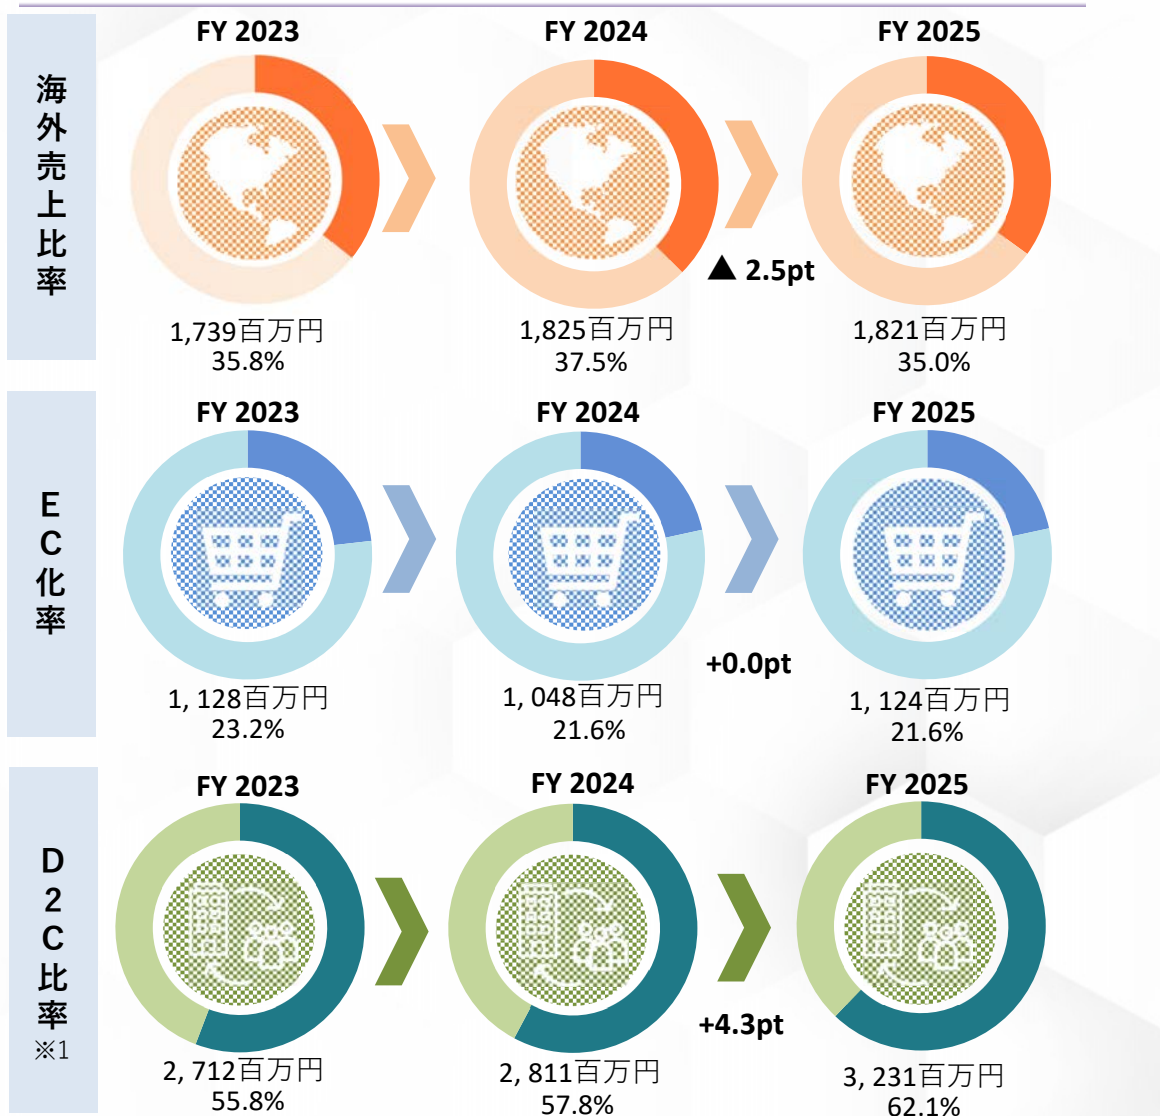 海外売上比率
FY 2023
FY 2024
FY 2025
▲ 2.5pt
1,739百万円
35.8%
1,825百万円
37.5%
1,821百万円
35.0%
EC化率
FY 2023
FY 2024
FY 2025
+0.0pt
1,128百万円
23.2%
1,048百万円
21.6%
1,124百万円
21.6%
D2C比率
※1
FY 2023
FY 2024
FY 2025
+4.3pt
2,712百万円
55.8%
2,811百万円
57.8%
3,231百万円
62.1%